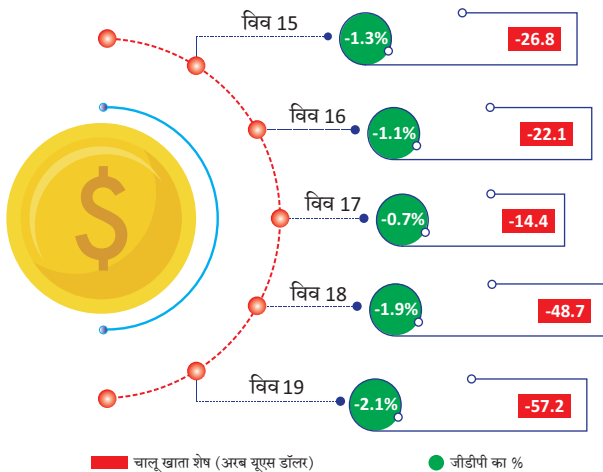 विव 15 -1.3% -26.8
विव 16 -1.1% -22.1
विव 17 -0.7% -14.4
विव 18 -1.9% -48.7
विव 19 -2.1% -57.2
$
चालू खाता शेष (अरब यूएस डॉलर) जीडीपी का %